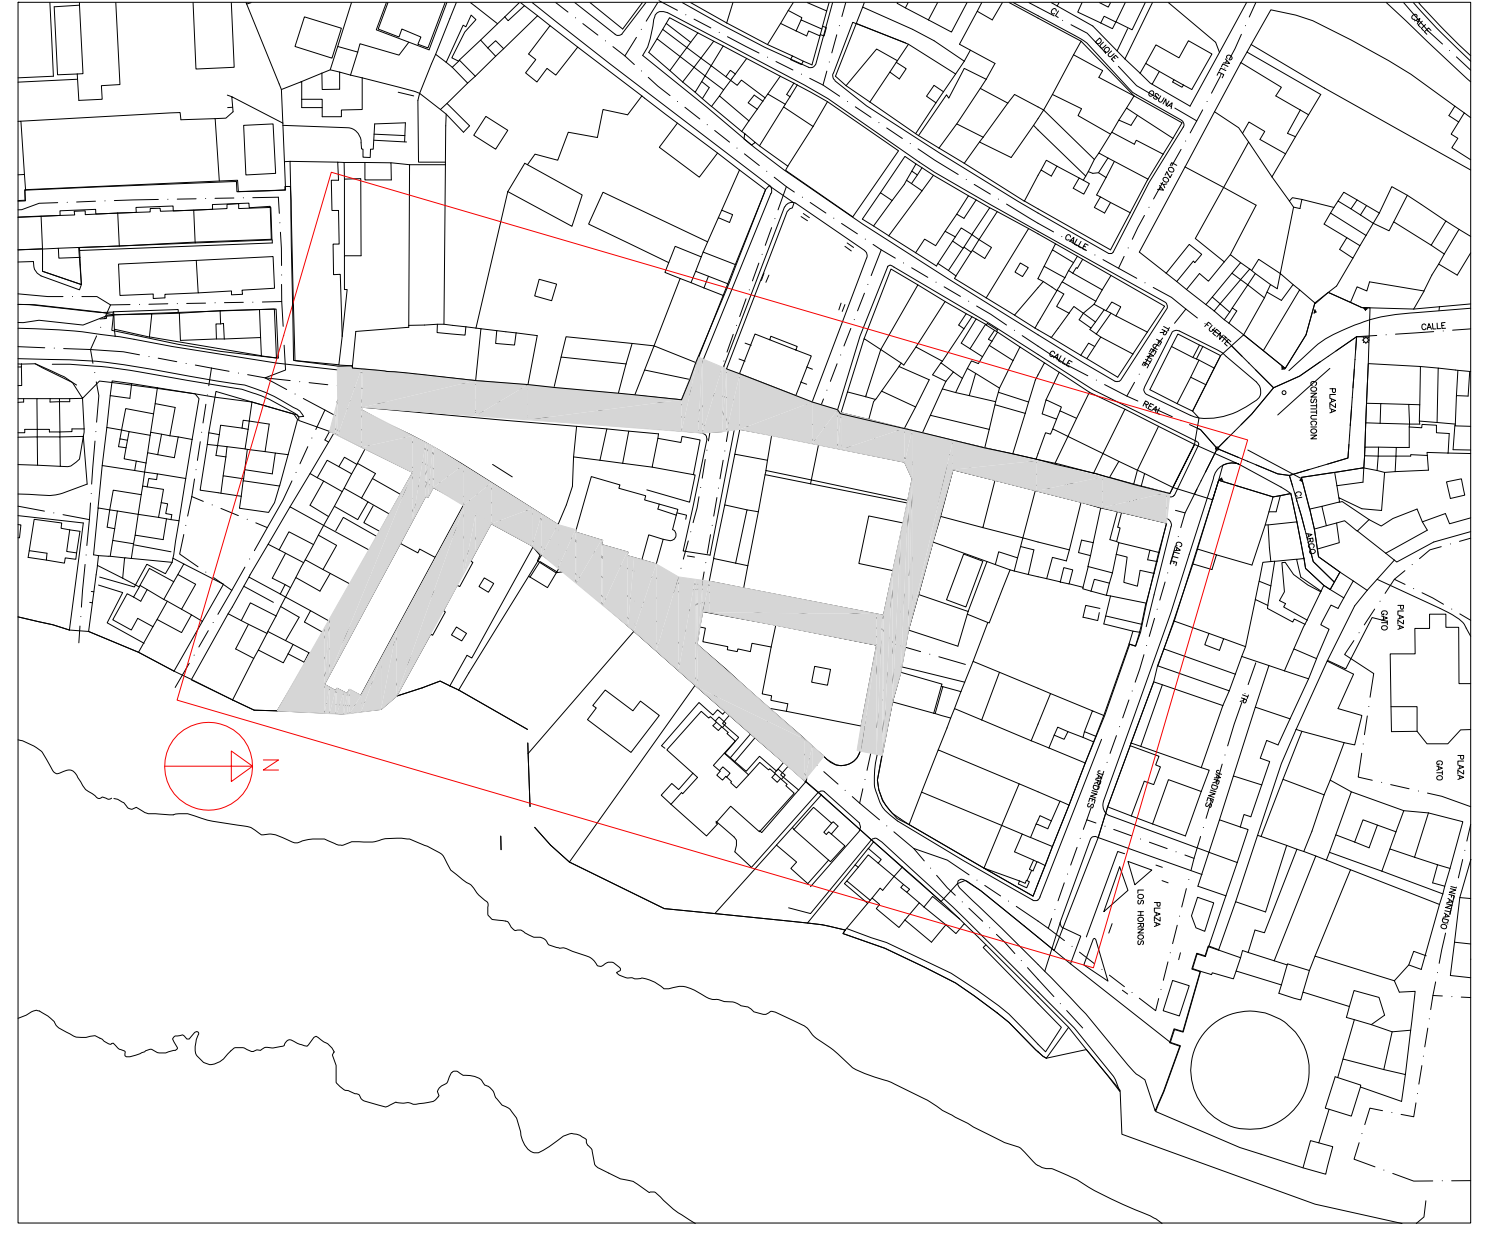 CALLE
CL
DUQUE
OSUNA
CALLE
LOZOYA
CALLE
FUENTE
TR FUENTE
CALLE
REAL
CALLE
PLAZA
CONSTITUCION
CL
ARCO
CALLE
JARDINES
TR
JARDINES
PLAZA
GATO
PLAZA
GATO
INFANTADO
PLAZA
LOS HORNOS
N